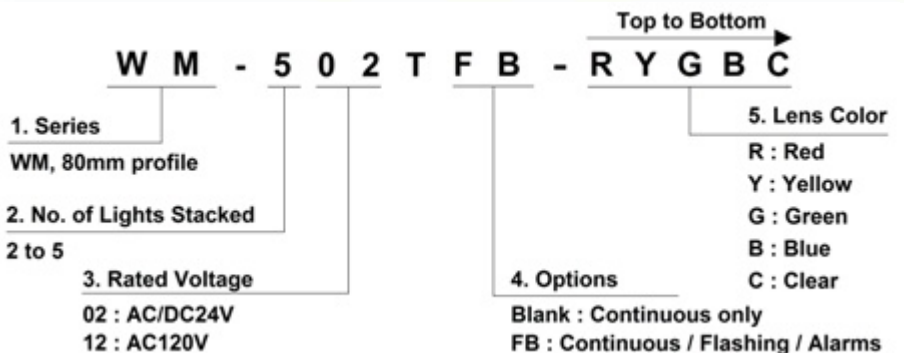 Top to Bottom
W M - 5 0 2 T F B - R Y G B C
1. Series
WM, 80mm profile
2. No. of Lights Stacked
2 to 5
3. Rated Voltage
02 : AC/DC24V
12 : AC120V
4. Options
Blank : Continuous only
FB : Continuous / Flashing / Alarms
5. Lens Color
R : Red
Y : Yellow
G : Green
B : Blue
C : Clear